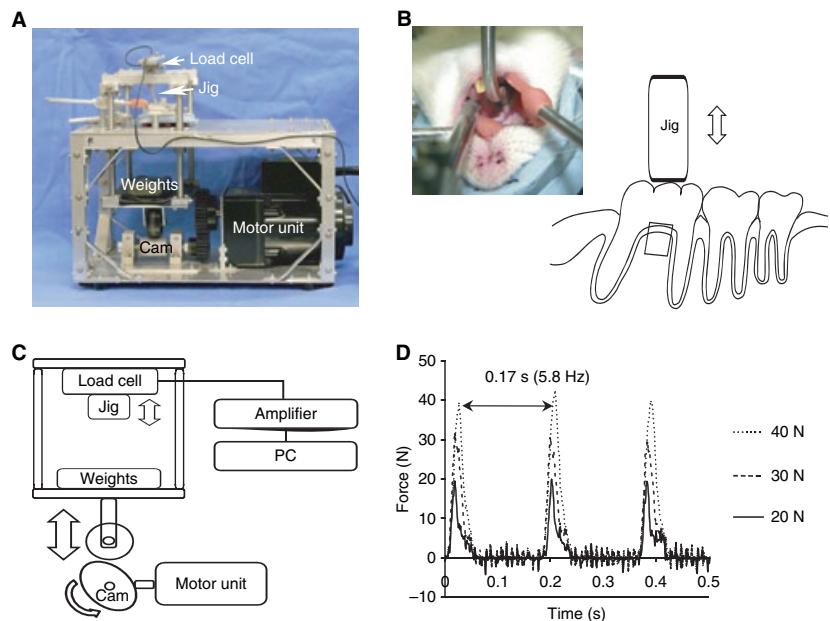 A
Load cell
Jig
Weights
Cam
Motor unit
B
Jig
C
Load cell
Jig
Weights
Cam
Motor unit
Amplifier
PC
D
0.17 s (5.8 Hz)
Force (N)
50
40
30
20
10
0
–10
0
0.1
0.2
0.3
0.4
0.5
Time (s)
40 N
30 N
20 N